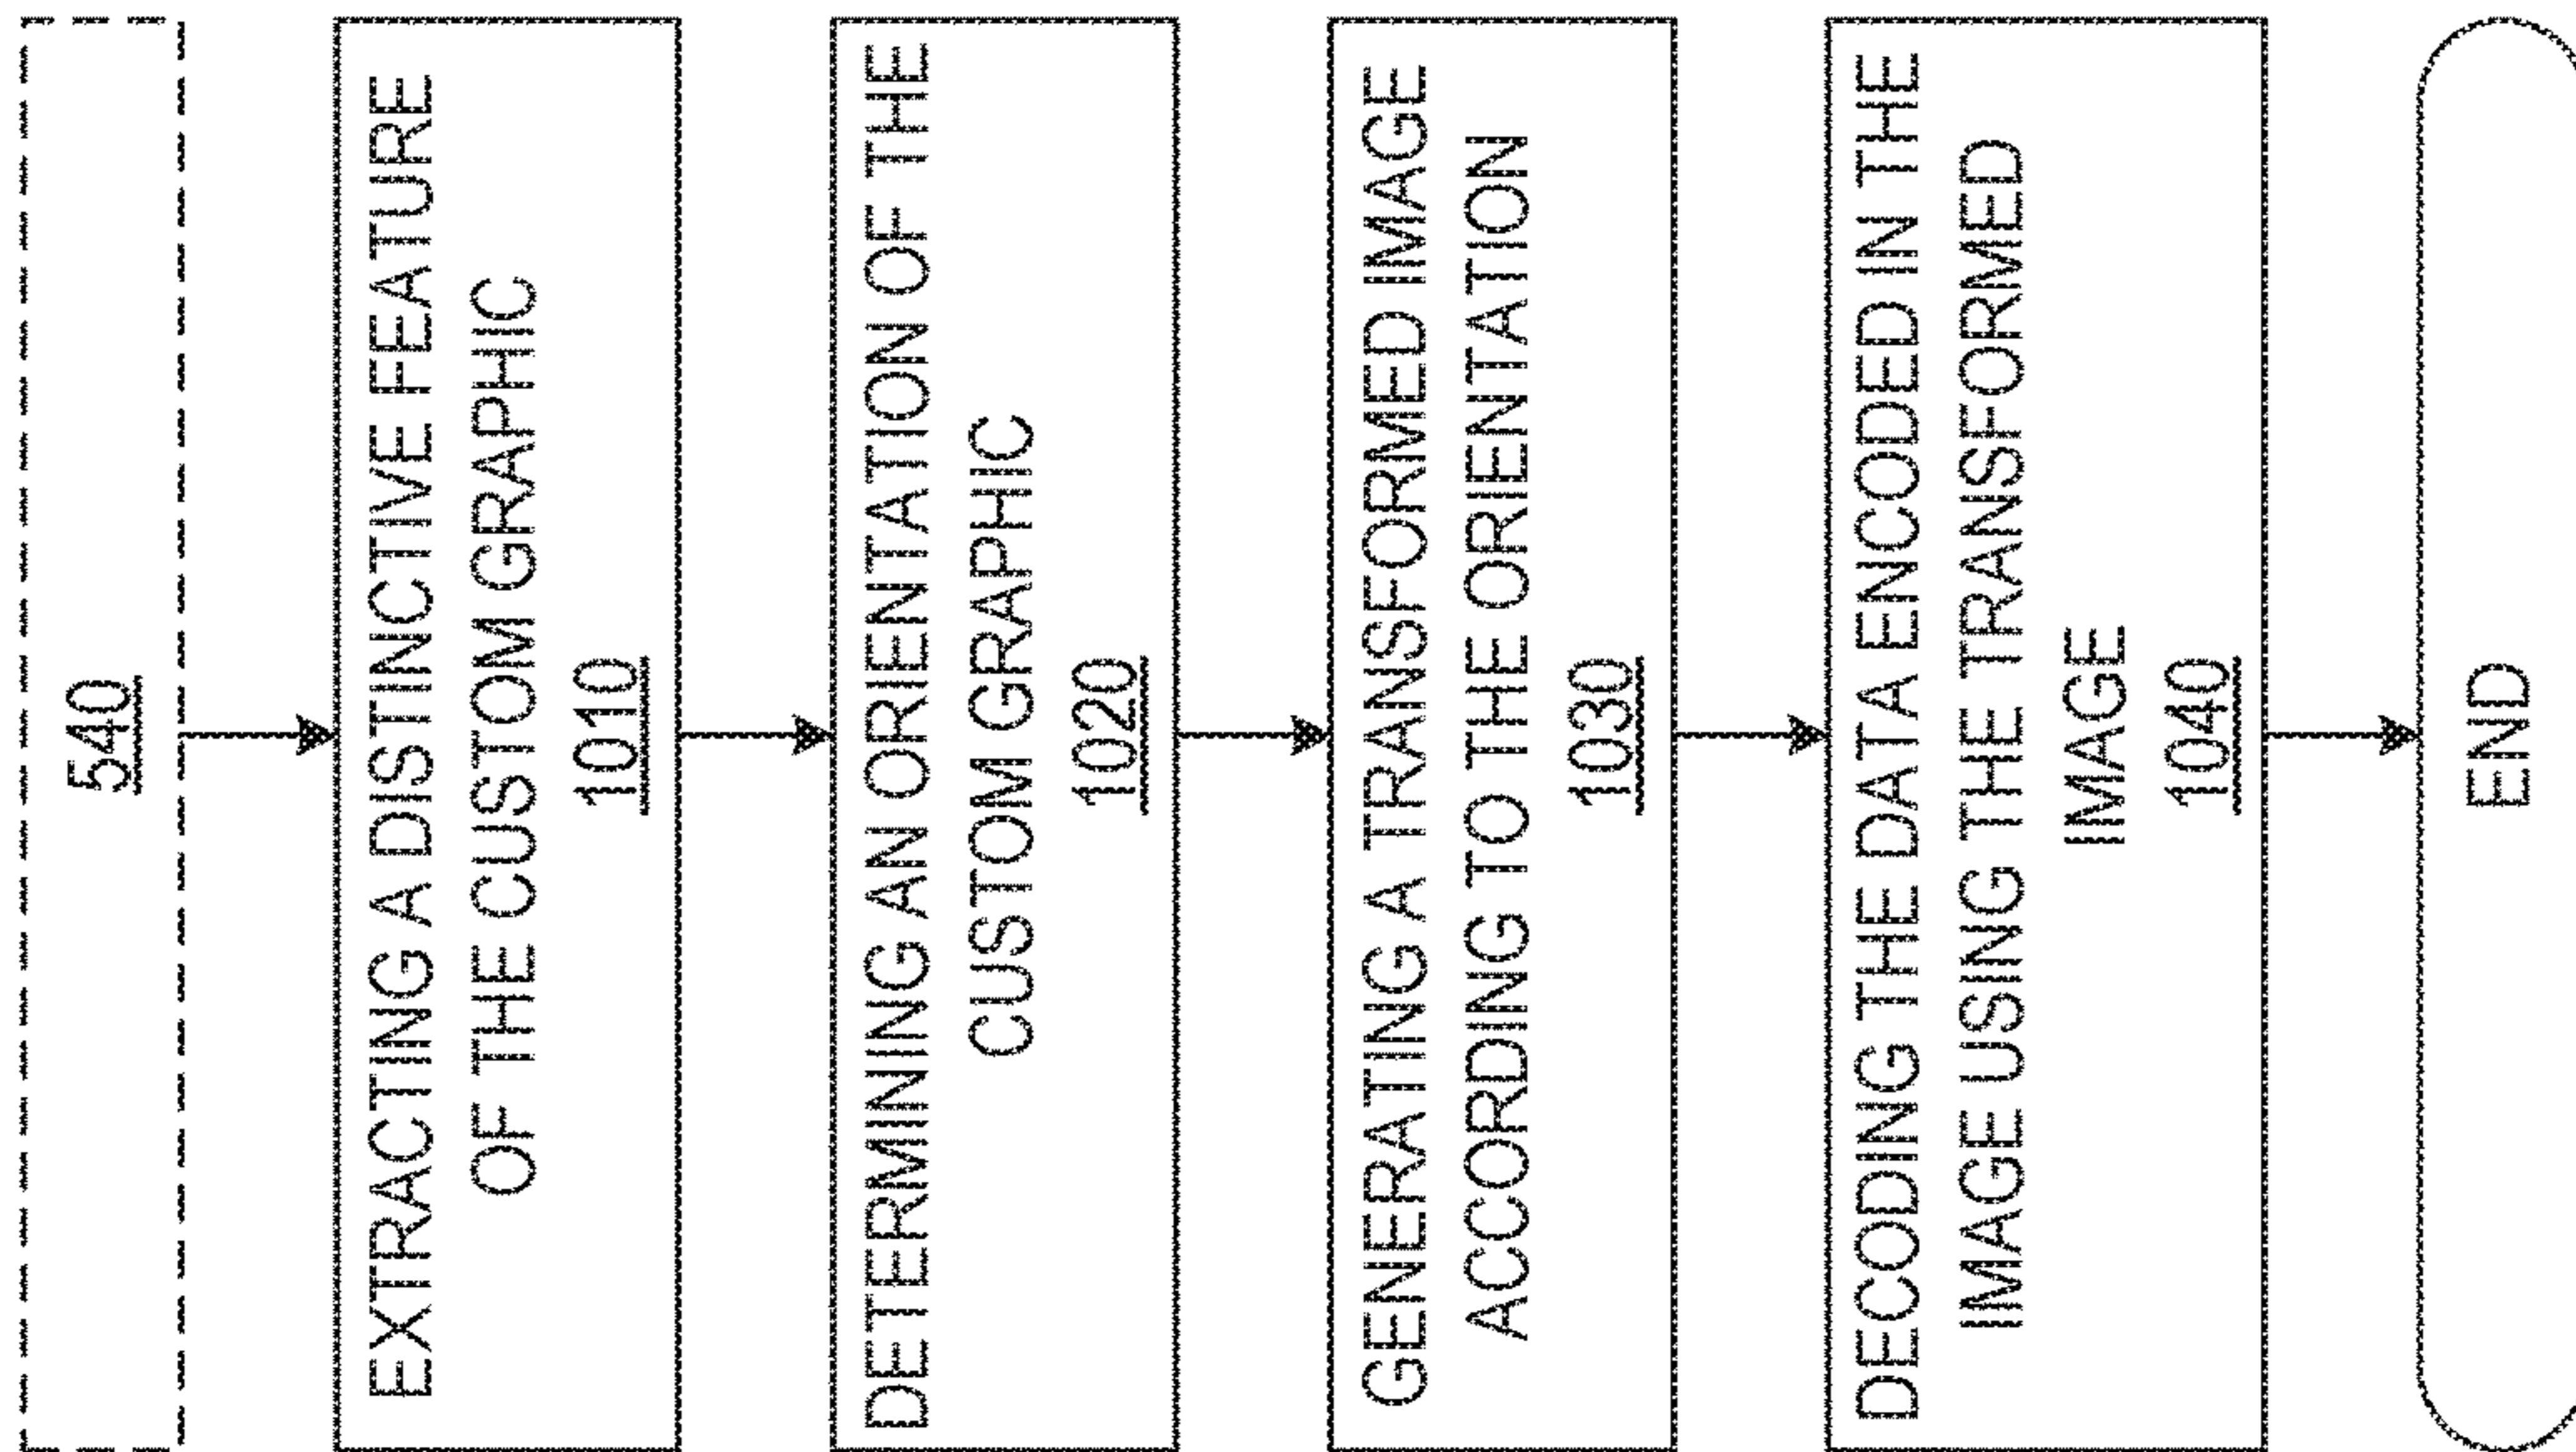 540
EXTRACTING A DISTINCTIVE FEATURE
OF THE CUSTOM GRAPHIC
1010
DETERMINING AN ORIENTATION OF THE
CUSTOM GRAPHIC
1020
GENERATING A TRANSFORMED IMAGE
ACCORDING TO THE ORIENTATION
1030
DECODING THE DATA ENCODED IN THE
IMAGE USING THE TRANSFORMED
IMAGE
1040
END